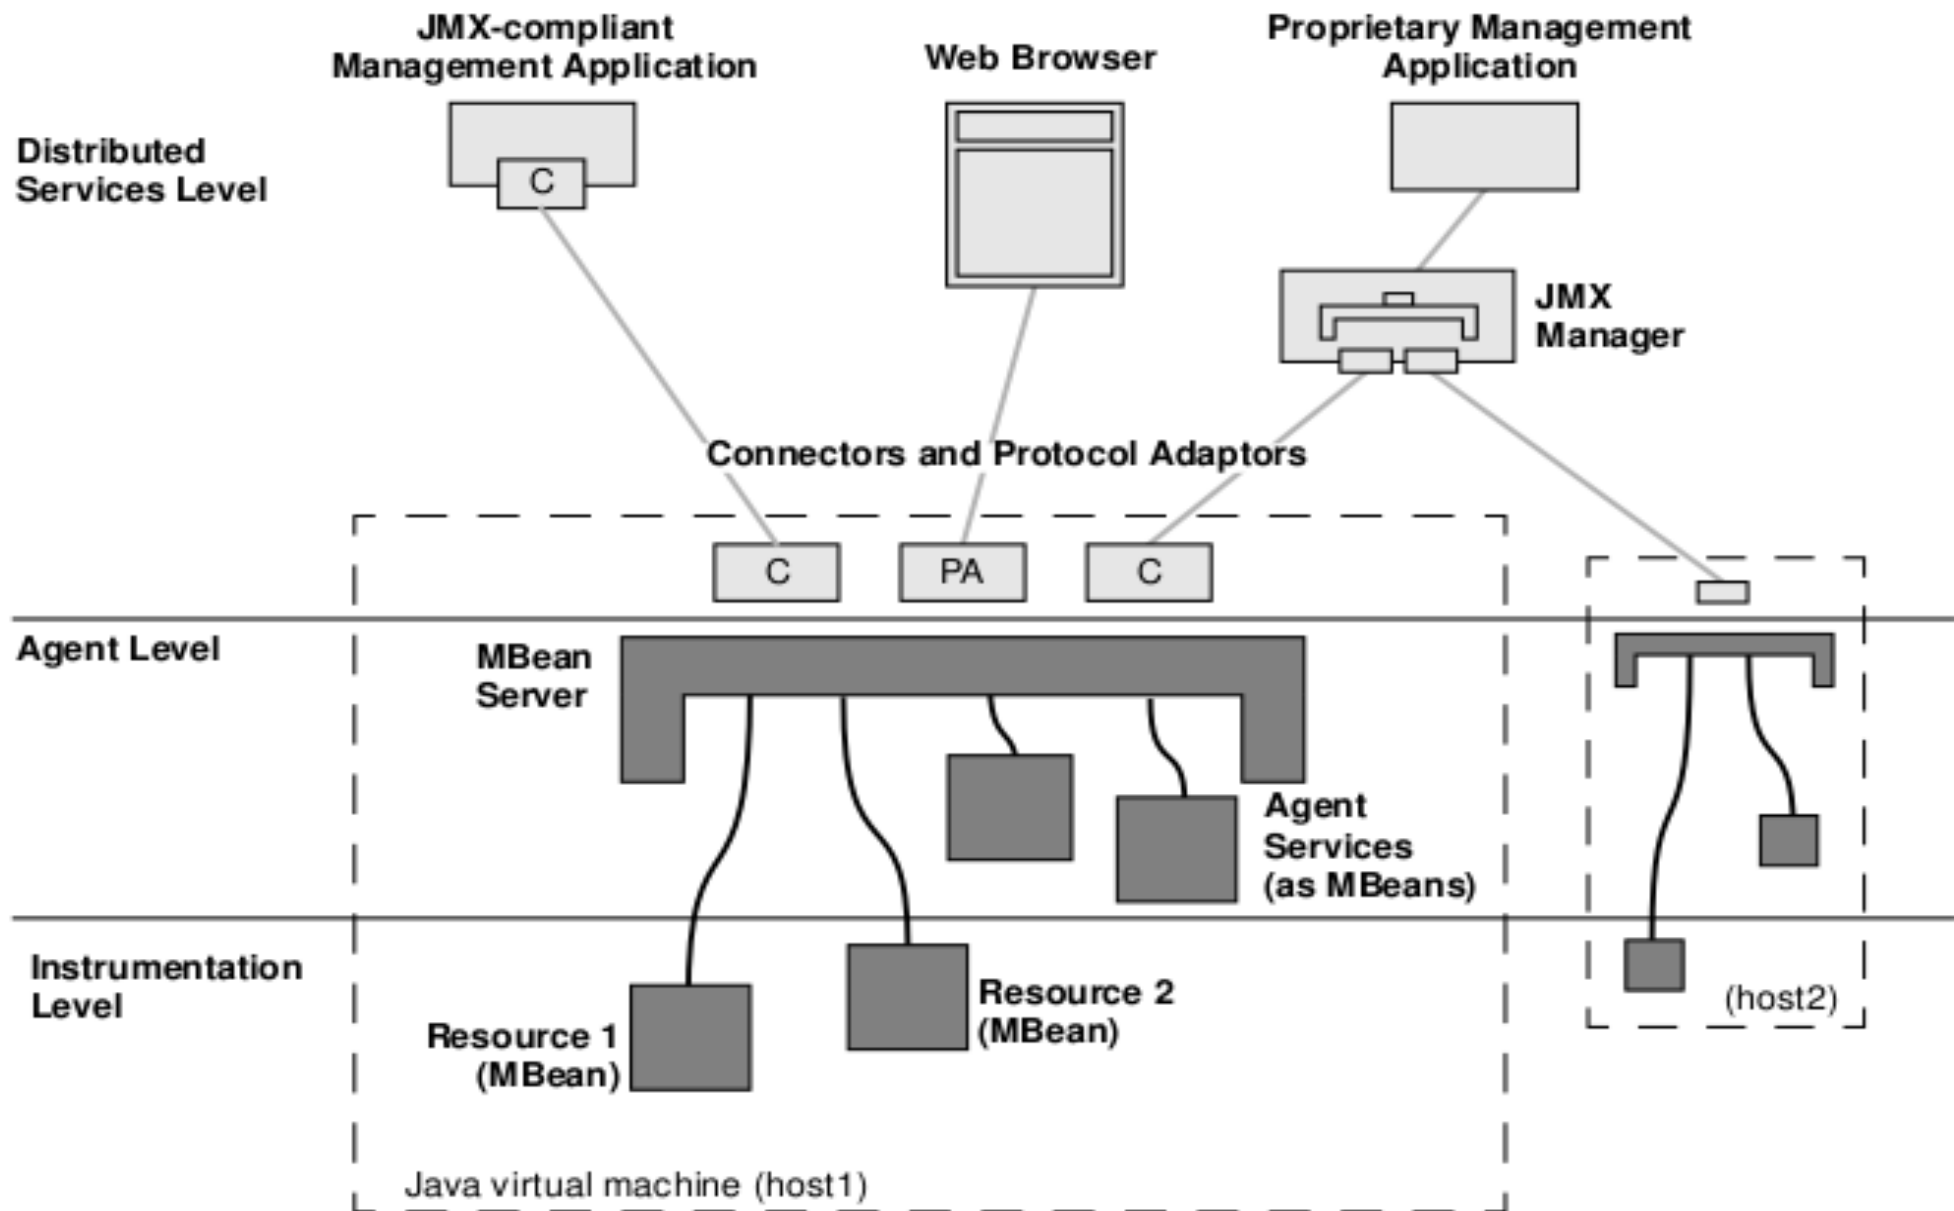 JMX-compliant
Management Application
Web Browser
Proprietary Management
Application
Distributed
Services Level
C
JMX
Manager
Connectors and Protocol Adaptors
C
PA
C
Agent Level
MBean
Server
Agent
Services
(as MBeans)
Instrumentation
Level
Resource 1
(MBean)
Resource 2
(MBean)
(host2)
Java virtual machine (host1)